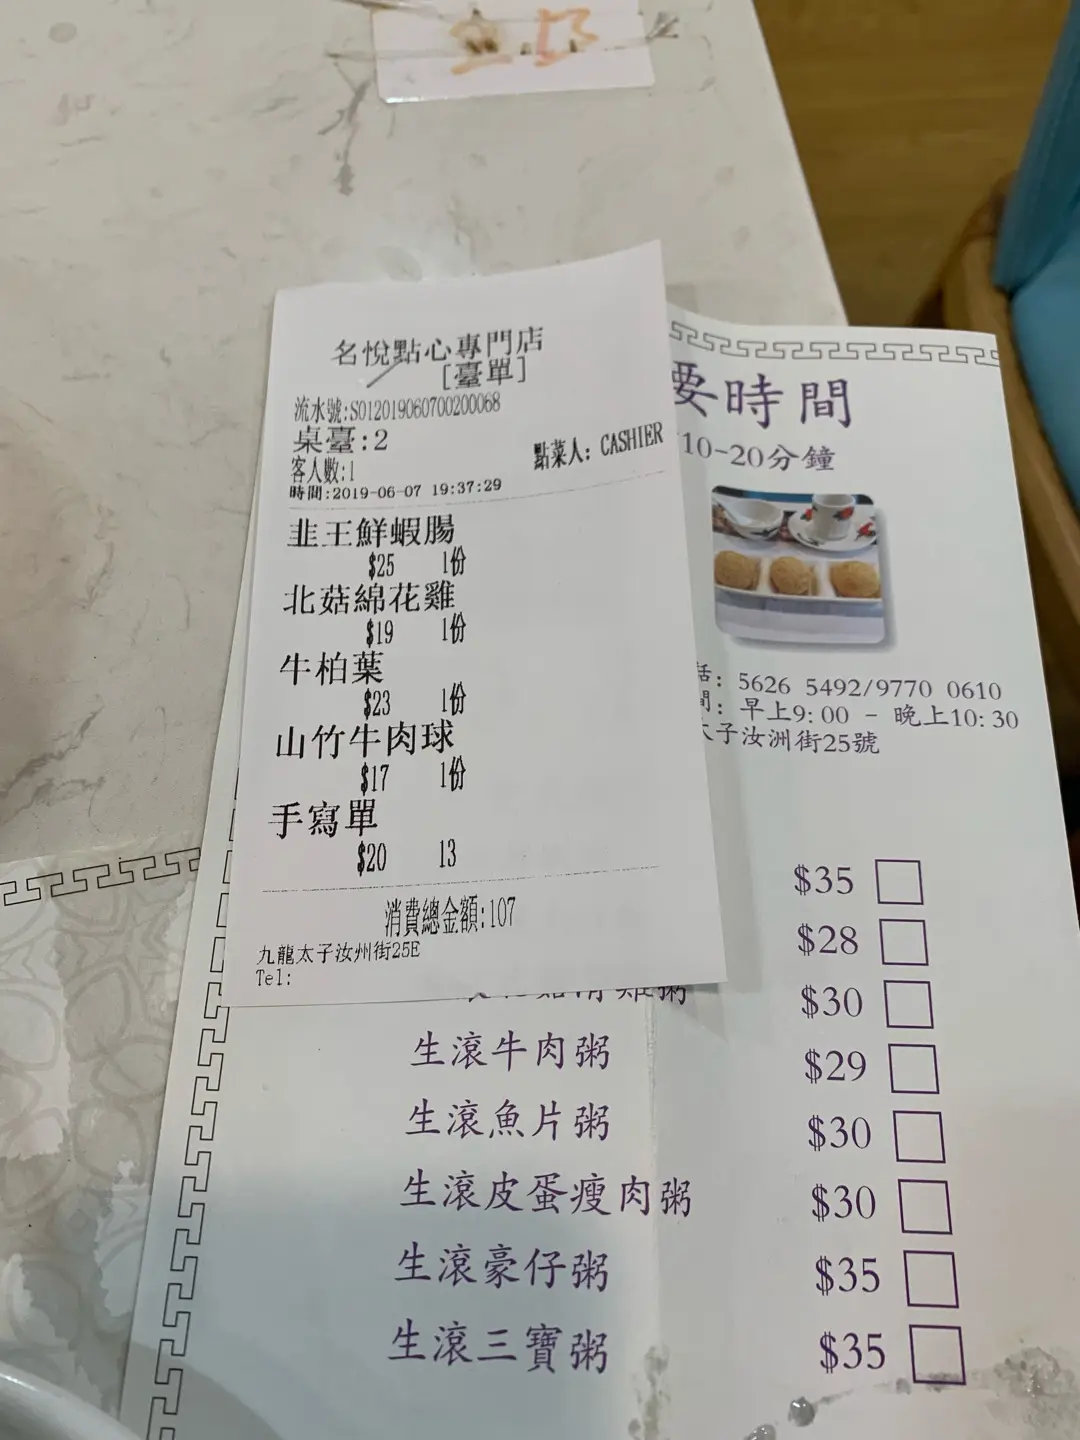 名悅點心專門店
[臺單]
流水號:S012019060700200068
桌臺:2
客人數:1
點菜人: CASHIER
時間:2019-06-07 19:37:29
韭王鮮蝦腸
$25 1份
北菇綿花雞
$19 1份
牛柏葉
$23 1份
山竹牛肉球
$17 1份
手寫單
$20 13
消費總金額:107
九龍太子汝州街25E
Tel:
要時間
10-20分鐘
話: 5626 5492/9770 0610
間: 早上9:00 - 晚上10:30
太子汝洲街25號
$35
$28
雞粥 $30
生滾牛肉粥 $29
生滾魚片粥 $30
生滾皮蛋瘦肉粥 $30
生滾豪仔粥 $35
生滾三寶粥 $35